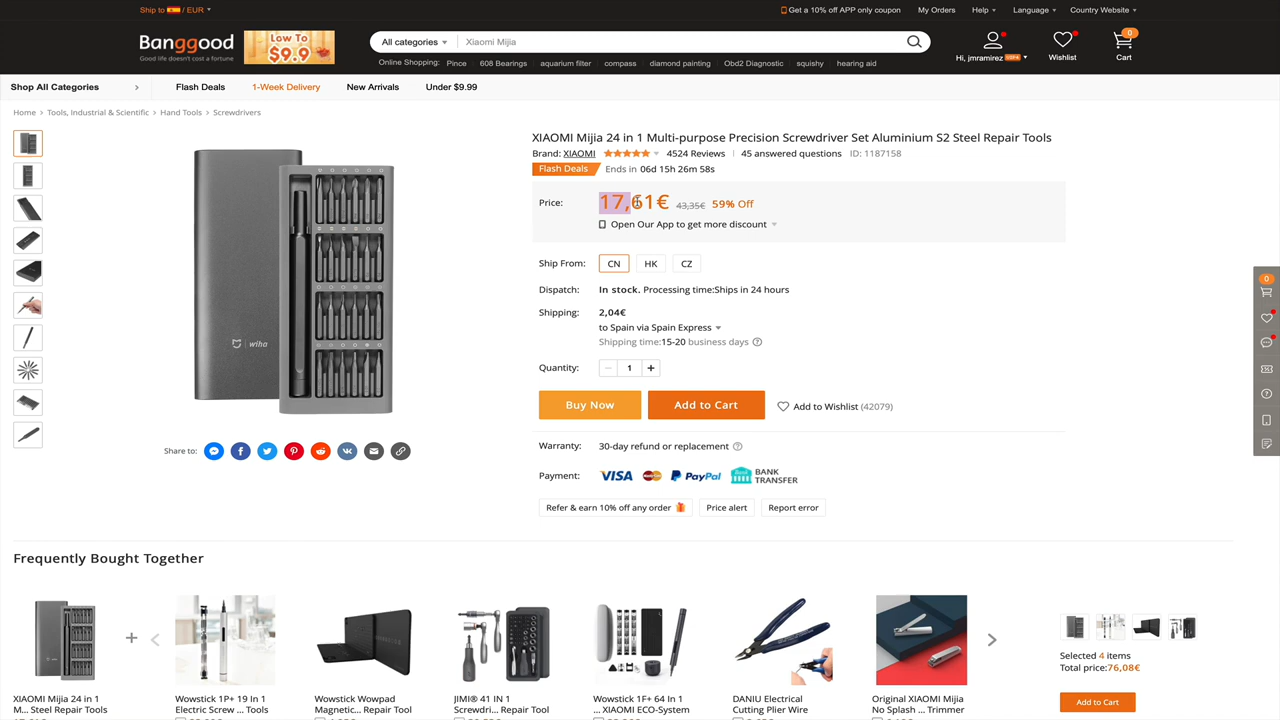 Ship to / EUR
Get a 10% off APP only coupon
My Orders
Help
Language
Country Website
Banggood
Good life doesn't cost a fortune
LOW TO
$9.9
All categories
Xiaomi Mijia
Online Shopping: Pince 608 Bearings aquarium filter compass diamond painting Obd2 Diagnostic squishy hearing aid
Hi, jmramirez
Wishlist
0
Cart
Shop All Categories
Flash Deals
1-Week Delivery
New Arrivals
Under $9.99
Home > Tools, Industrial & Scientific > Hand Tools > Screwdrivers
XIAOMI Mijia 24 in 1 Multi-purpose Precision Screwdriver Set Aluminium S2 Steel Repair Tools
Brand: XIAOMI 4524 Reviews 45 answered questions ID: 1187158
Flash Deals Ends in 06d 15h 26m 58s
Price: 17,61€ 43,35€ 59% Off
Open Our App to get more discount
Ship From: CN HK CZ
Dispatch: In stock. Processing time:Ships in 24 hours
Shipping: 2,04€
to Spain via Spain Express
Shipping time:15-20 business days
Quantity: 1
Buy Now
Add to Cart
Add to Wishlist (42079)
wiha
Share to:
Warranty: 30-day refund or replacement
Payment: VISA PayPal BANK TRANSFER
Refer & earn 10% off any order
Price alert
Report error
0
Frequently Bought Together
XIAOMI Mijia 24 in 1
M... Steel Repair Tools
Wowstick 1P+ 19 In 1
Electric Screw ... Tools
Wowstick Wowpad
Magnetic... Repair Tool
JIMI® 41 IN 1
Screwdri... Repair Tool
Wowstick 1F+ 64 In 1
... XIAOMI ECO-System
DANIU Electrical
Cutting Plier Wire
Original XIAOMI Mijia
No Splash ... Trimmer
Selected 4 items
Total price:76,08€
Add to Cart